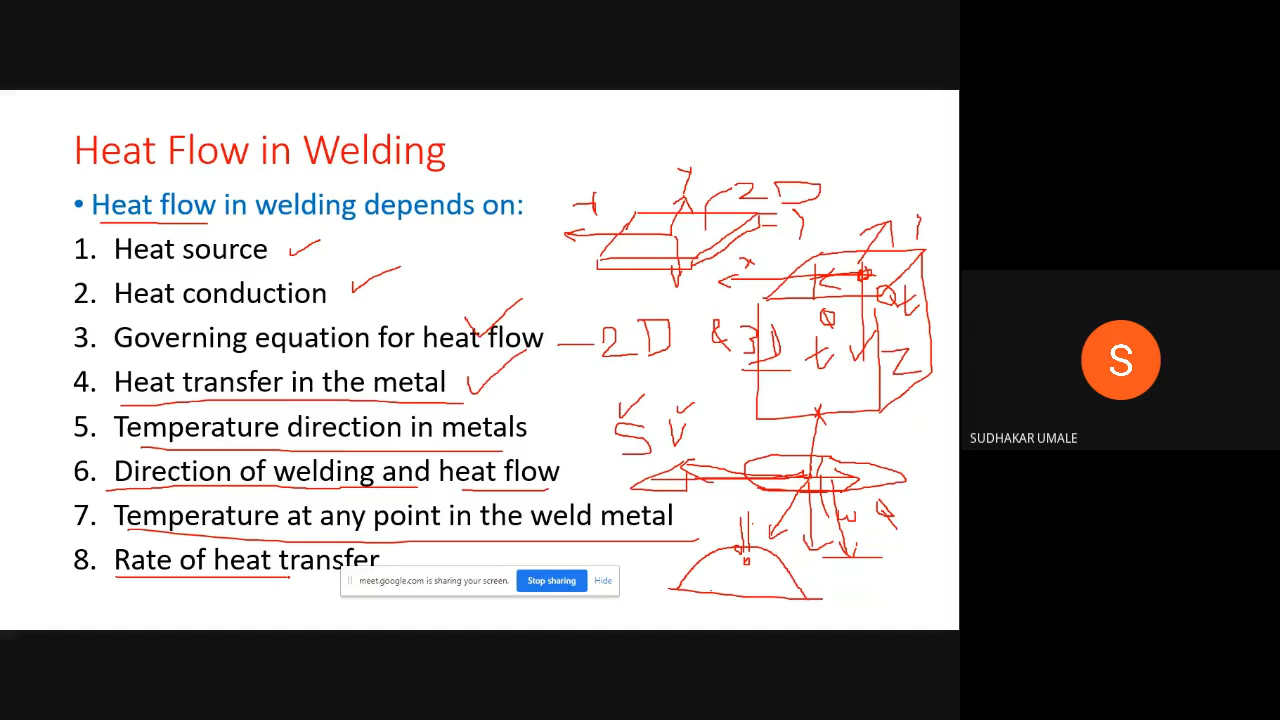 Heat Flow in Welding
• Heat flow in welding depends on:
1. Heat source
2. Heat conduction
3. Governing equation for heat flow
4. Heat transfer in the metal
5. Temperature direction in metals
6. Direction of welding and heat flow
7. Temperature at any point in the weld metal
8. Rate of heat transfer
meet.google.com is sharing your screen. Stop sharing Hide
2D
Y
x
2D & 3D
Q
t
Qt
Z
S V
Q
S
SUDHAKAR UMALE